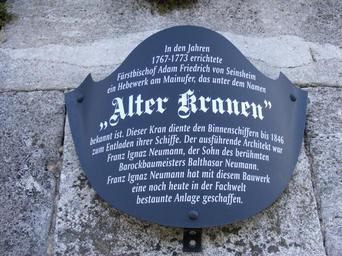 In den Jahren
1767-1773 errichtete
Fürstbischof Adam Friedrich von Seinsheim
ein Hebewerk am Mainufer, das unter dem Namen
„Alter Kranen”
bekannt ist. Dieser Kran diente den Binnenschiffern bis 1846
zum Entladen ihrer Schiffe. Der ausführende Architekt war
Franz Ignaz Neumann, der Sohn des berühmten
Barockbaumeisters Balthasar Neumann.
Franz Ignaz Neumann hat mit diesem Bauwerk
eine noch heute in der Fachwelt
bestaunte Anlage geschaffen.